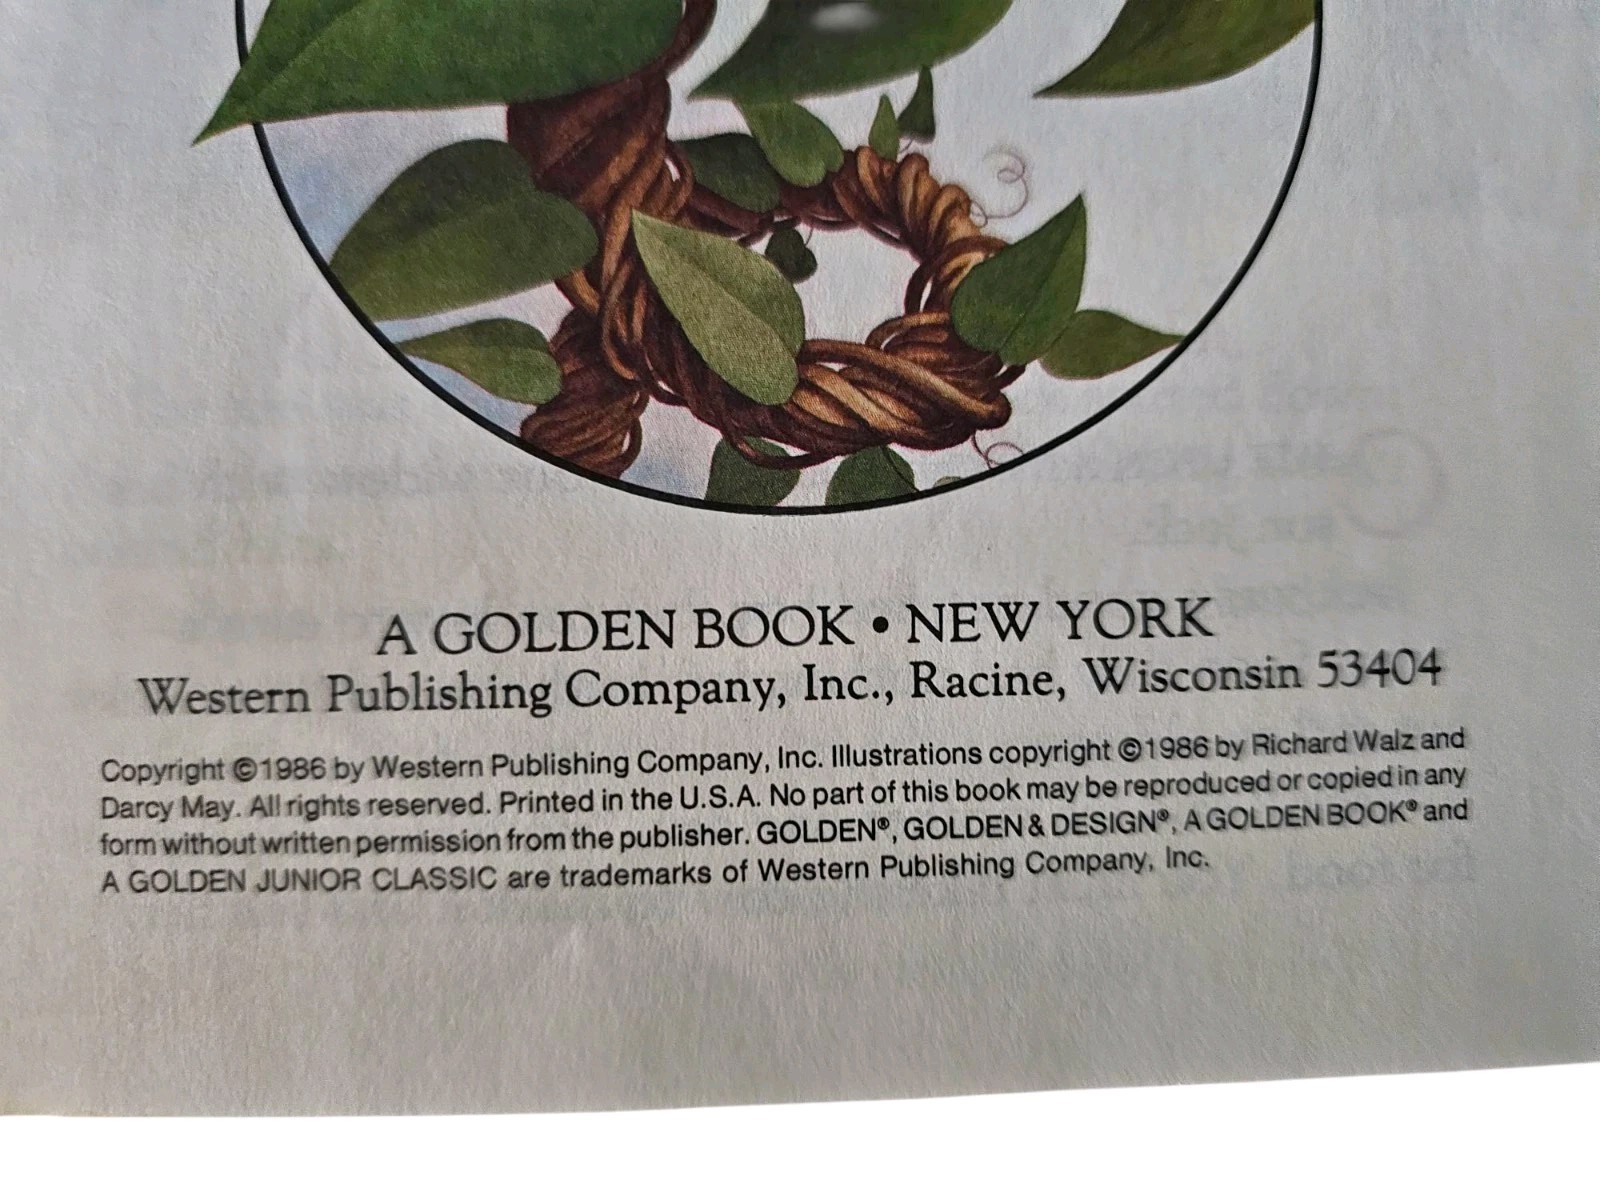 A GOLDEN BOOK • NEW YORK
Western Publishing Company, Inc., Racine, Wisconsin 53404
Copyright ©1986 by Western Publishing Company, Inc. Illustrations copyright ©1986 by Richard Walz and
Darcy May. All rights reserved. Printed in the U.S.A. No part of this book may be reproduced or copied in any
form without written permission from the publisher. GOLDEN®, GOLDEN & DESIGN®, A GOLDEN BOOK® and
A GOLDEN JUNIOR CLASSIC are trademarks of Western Publishing Company, Inc.